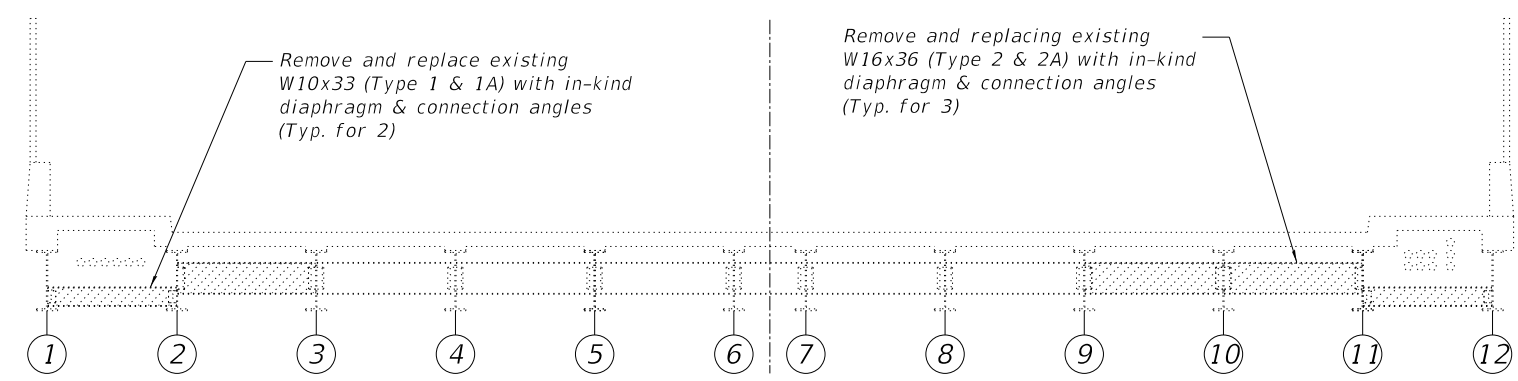 Remove and replace existing
W10x33 (Type 1 & 1A) with in-kind
diaphragm & connection angles
(Typ. for 2)
Remove and replacing existing
W16x36 (Type 2 & 2A) with in-kind
diaphragm & connection angles
(Typ. for 3)
1 2 3 4 5 6 7 8 9 10 11 12